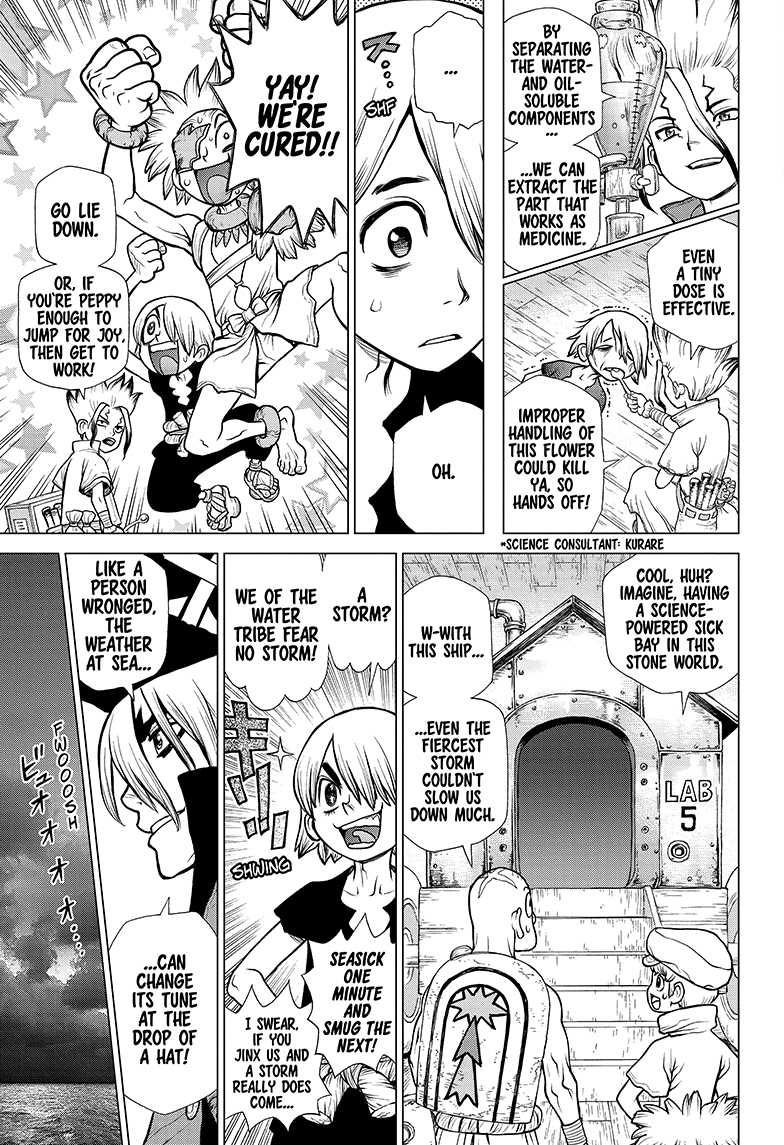 BY
SEPARATING
THE WATER-
AND OIL-
SOLUBLE
COMPONENTS
...
...WE CAN
EXTRACT THE
PART THAT
WORKS AS
MEDICINE.
EVEN
A TINY
DOSE IS
EFFECTIVE.
IMPROPER
HANDLING OF
THIS FLOWER
COULD KILL
YA, SO
HANDS OFF!
*SCIENCE CONSULTANT: KURARE
...
ス...
SHF
OH.
YAY!
WE'RE
CURED!!
GO LIE
DOWN.
OR, IF
YOU'RE PEPPY
ENOUGH TO
JUMP FOR JOY,
THEN GET TO
WORK!
COOL, HUH?
IMAGINE, HAVING
A SCIENCE-
POWERED SICK
BAY IN THIS
STONE WORLD.
W-WITH
THIS SHIP...
...EVEN THE
FIERCEST
STORM
COULDN'T
SLOW US
DOWN MUCH.
LAB
5
A
STORM?
WE OF THE
WATER
TRIBE FEAR
NO STORM!
キリッ
SHWING
SEASICK
ONE
MINUTE AND
SMUG THE
NEXT!
I SWEAR,
IF YOU
JINX US AND
A STORM
REALLY DOES
COME...
LIKE A
PERSON
WRONGED,
THE
WEATHER
AT SEA...
...CAN
CHANGE
ITS TUNE
AT THE
DROP OF
A HAT!
FWOOOSH
ビュオオオオ...